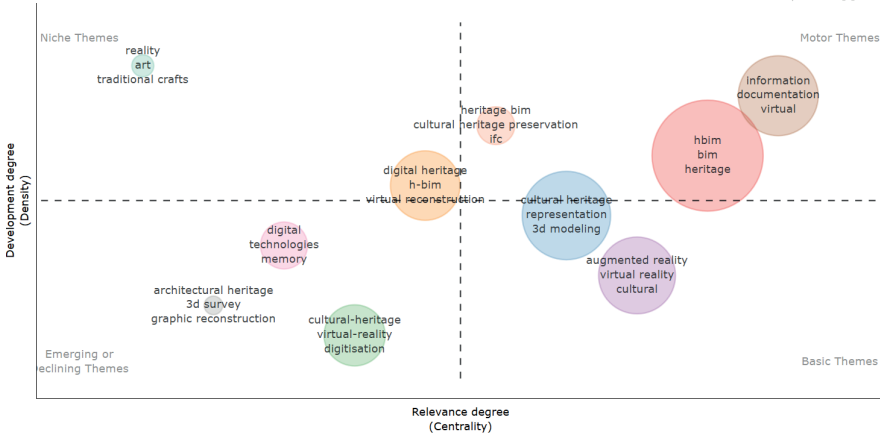 Niche Themes
Motor Themes
reality
art
traditional crafts
information
documentation
virtual
heritage bim
cultural heritage preservation
ifc
hbim
bim
heritage
digital heritage
h-bim
virtual reconstruction
cultural heritage
representation
3d modeling
digital
technologies
memory
augmented reality
virtual reality
cultural
architectural heritage
3d survey
graphic reconstruction
cultural-heritage
virtual-reality
digitisation
Emerging or
eclining Themes
Basic Themes
Development degree
(Density)
Relevance degree
(Centrality)